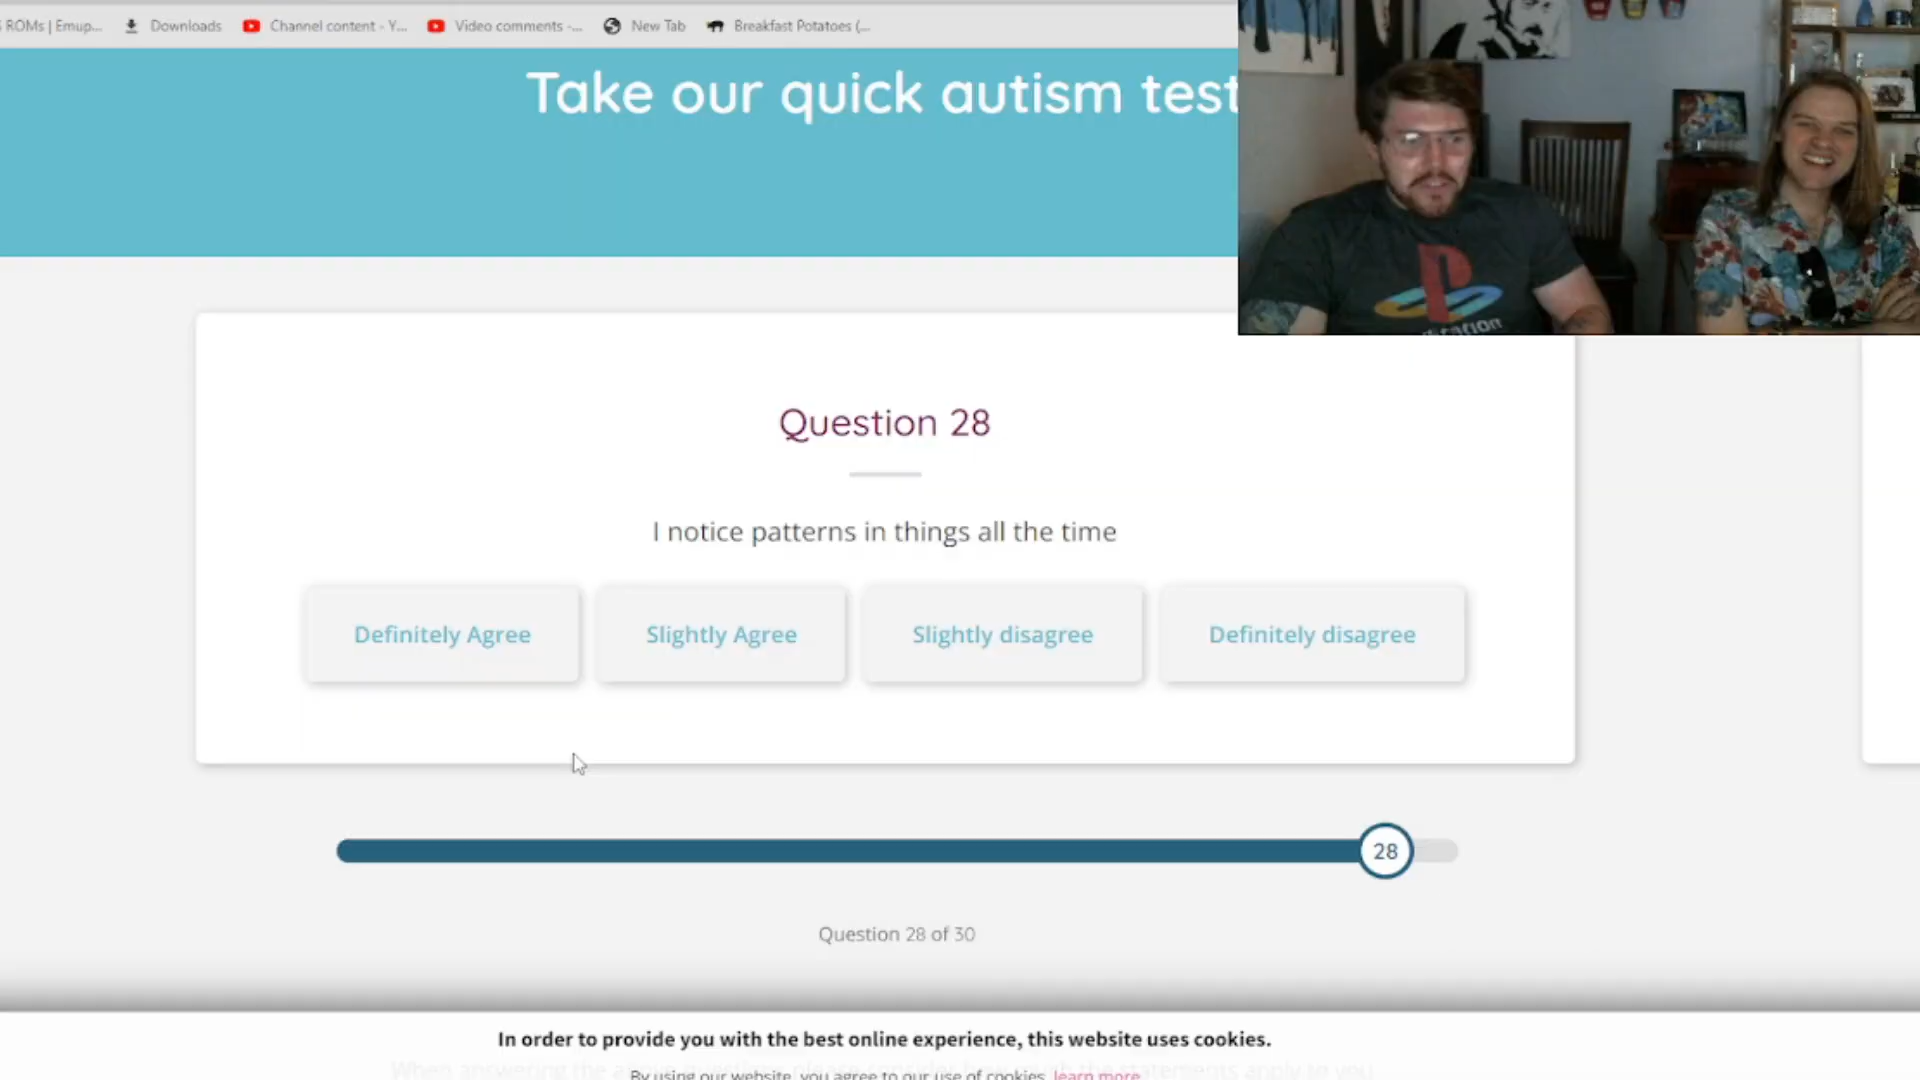 ROMs | Emup...
Downloads
Channel content - Y...
Video comments -...
New Tab
Breakfast Potatoes (...
Take our quick autism test
Question 28
I notice patterns in things all the time
Definitely Agree
Slightly Agree
Slightly disagree
Definitely disagree
28
Question 28 of 30
In order to provide you with the best online experience, this website uses cookies.
By using our website, you agree to our use of cookies. learn more